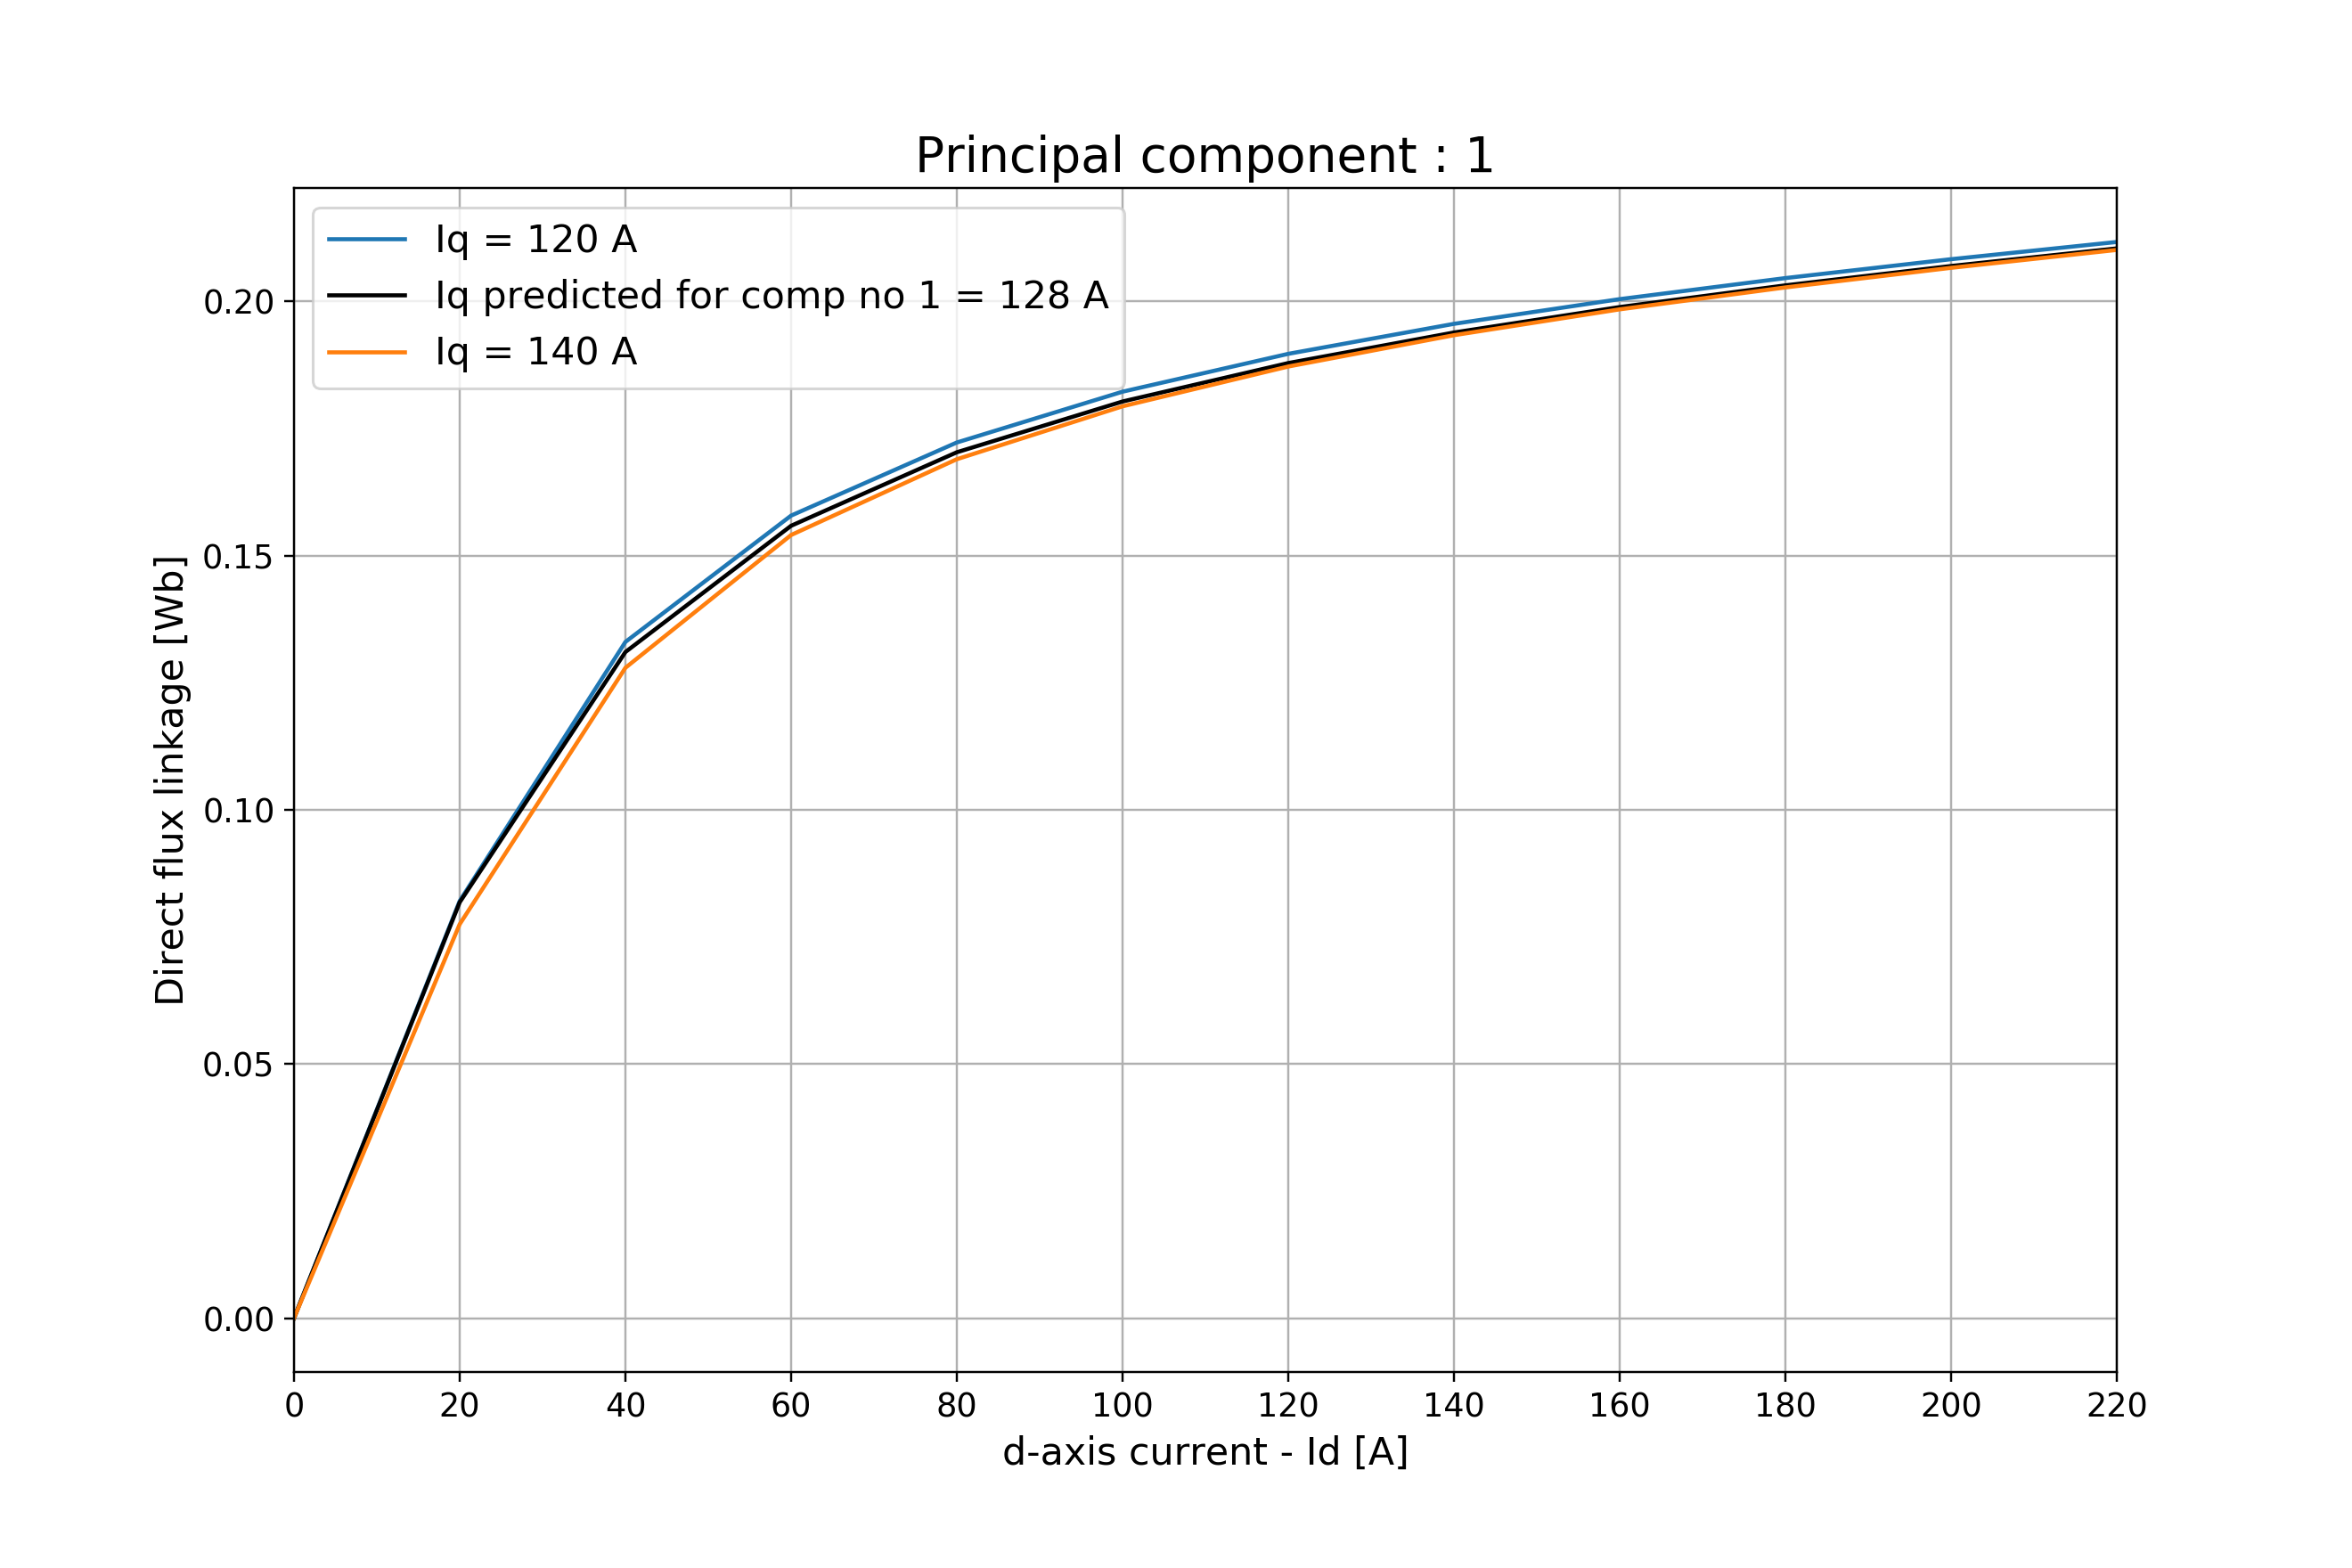 Principal component : 1
Iq = 120 A
Iq predicted for comp no 1 = 128 A
Iq = 140 A
Direct flux linkage [Wb]
0.20
0.15
0.10
0.05
0.00
0 20 40 60 80 100 120 140 160 180 200 220
d-axis current - Id [A]